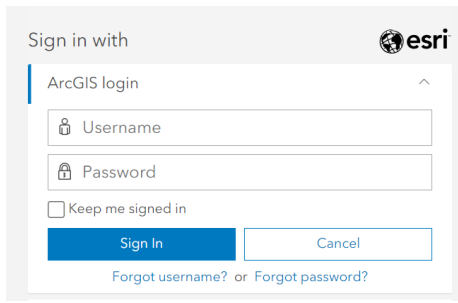 Sign in with
esri
ArcGIS login
Username
Password
Keep me signed in
Sign In
Cancel
Forgot username? or Forgot password?